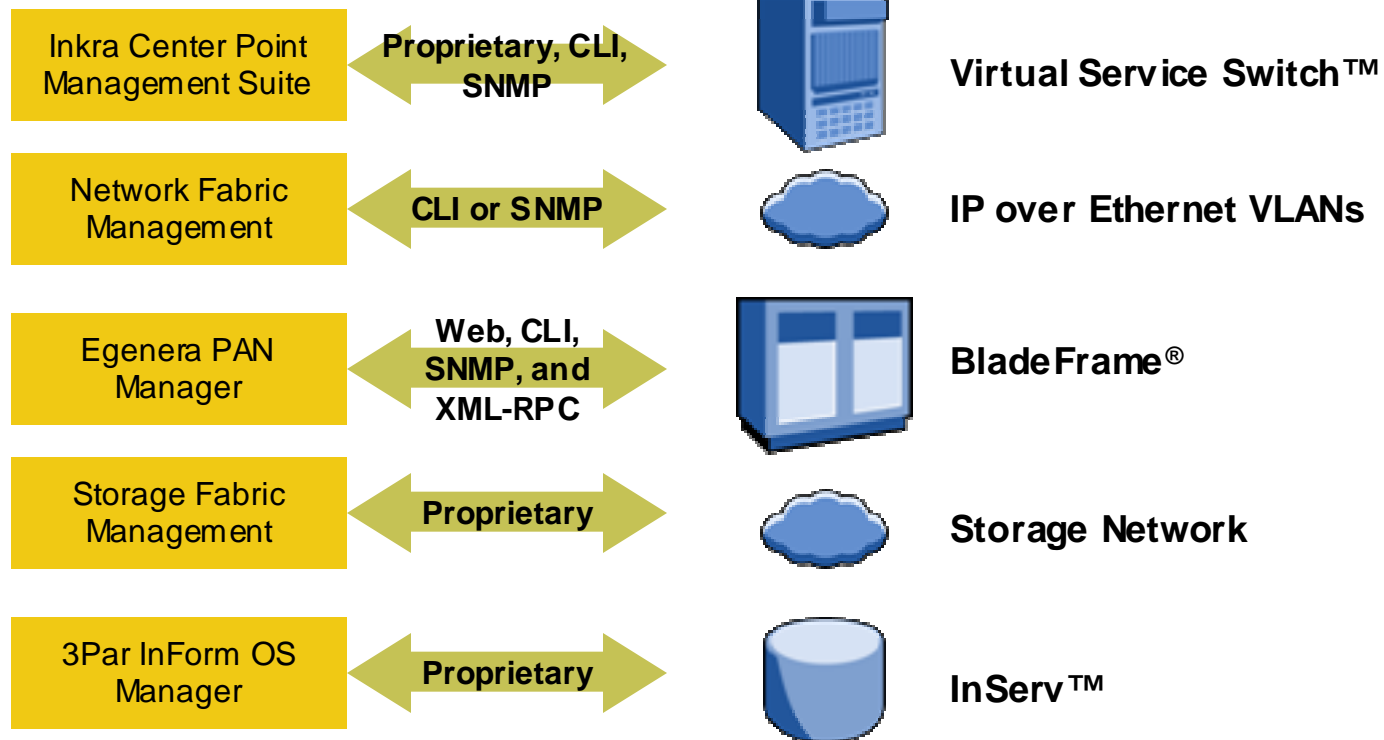 Inkra Center Point
Management Suite
Proprietary, CLI,
SNMP
Virtual Service Switch™
Network Fabric
Management
CLI or SNMP
IP over Ethernet VLANs
Egenera PAN
Manager
Web, CLI,
SNMP, and
XML-RPC
BladeFrame®
Storage Fabric
Management
Proprietary
Storage Network
3Par InForm OS
Manager
Proprietary
InServ™